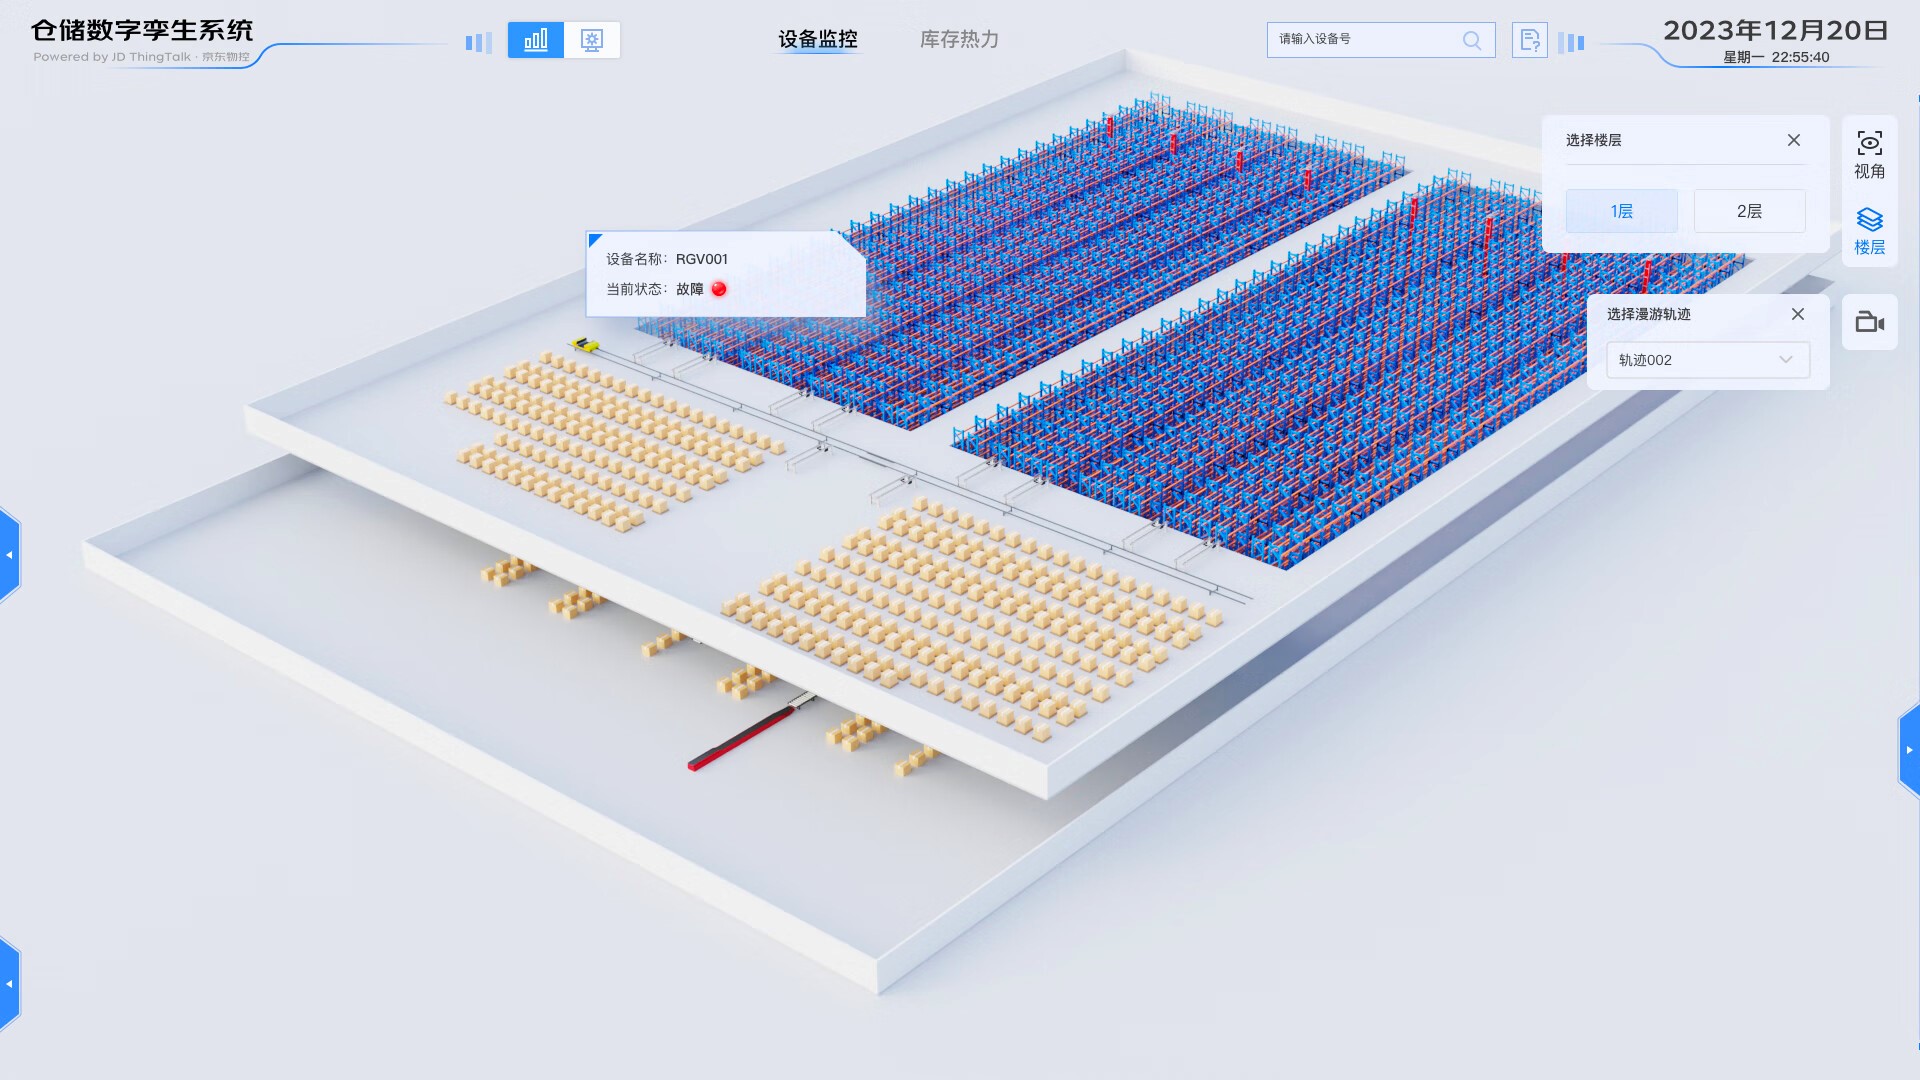 仓储数字孪生系统
Powered by JD ThingTalk · 京东物控
设备监控
库存热力
请输入设备号
2023年12月20日
星期一 22:55:40
选择楼层
1层
2层
视角
楼层
设备名称：RGV001
当前状态：故障
选择漫游轨迹
轨迹002